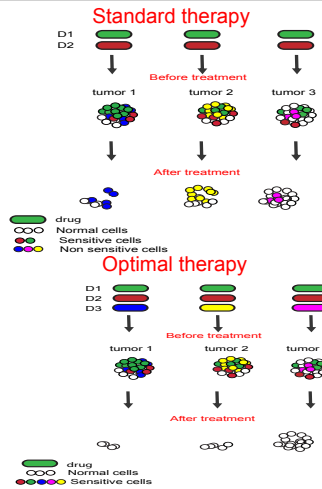 Standard therapy
D1
D2
Before treatment
tumor 1 tumor 2 tumor 3
After treatment
drug
Normal cells
Sensitive cells
Non sensitive cells
Optimal therapy
D1
D2
D3
Before treatment
tumor 1 tumor 2 tumor
After treatment
drug
Normal cells
Sensitive cells